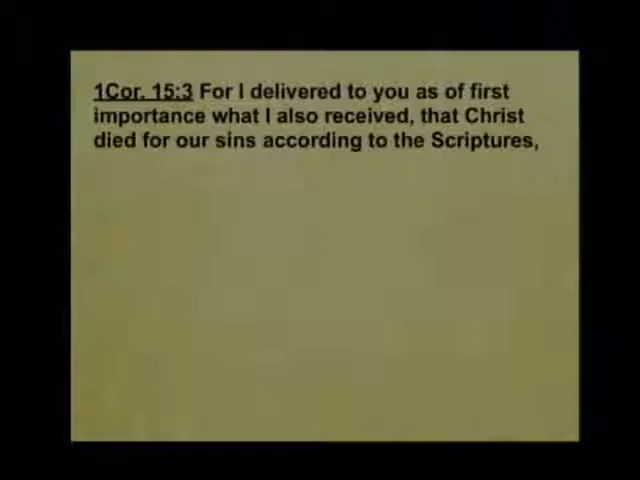 1Cor. 15:3 For I delivered to you as of first
importance what I also received, that Christ
died for our sins according to the Scriptures,